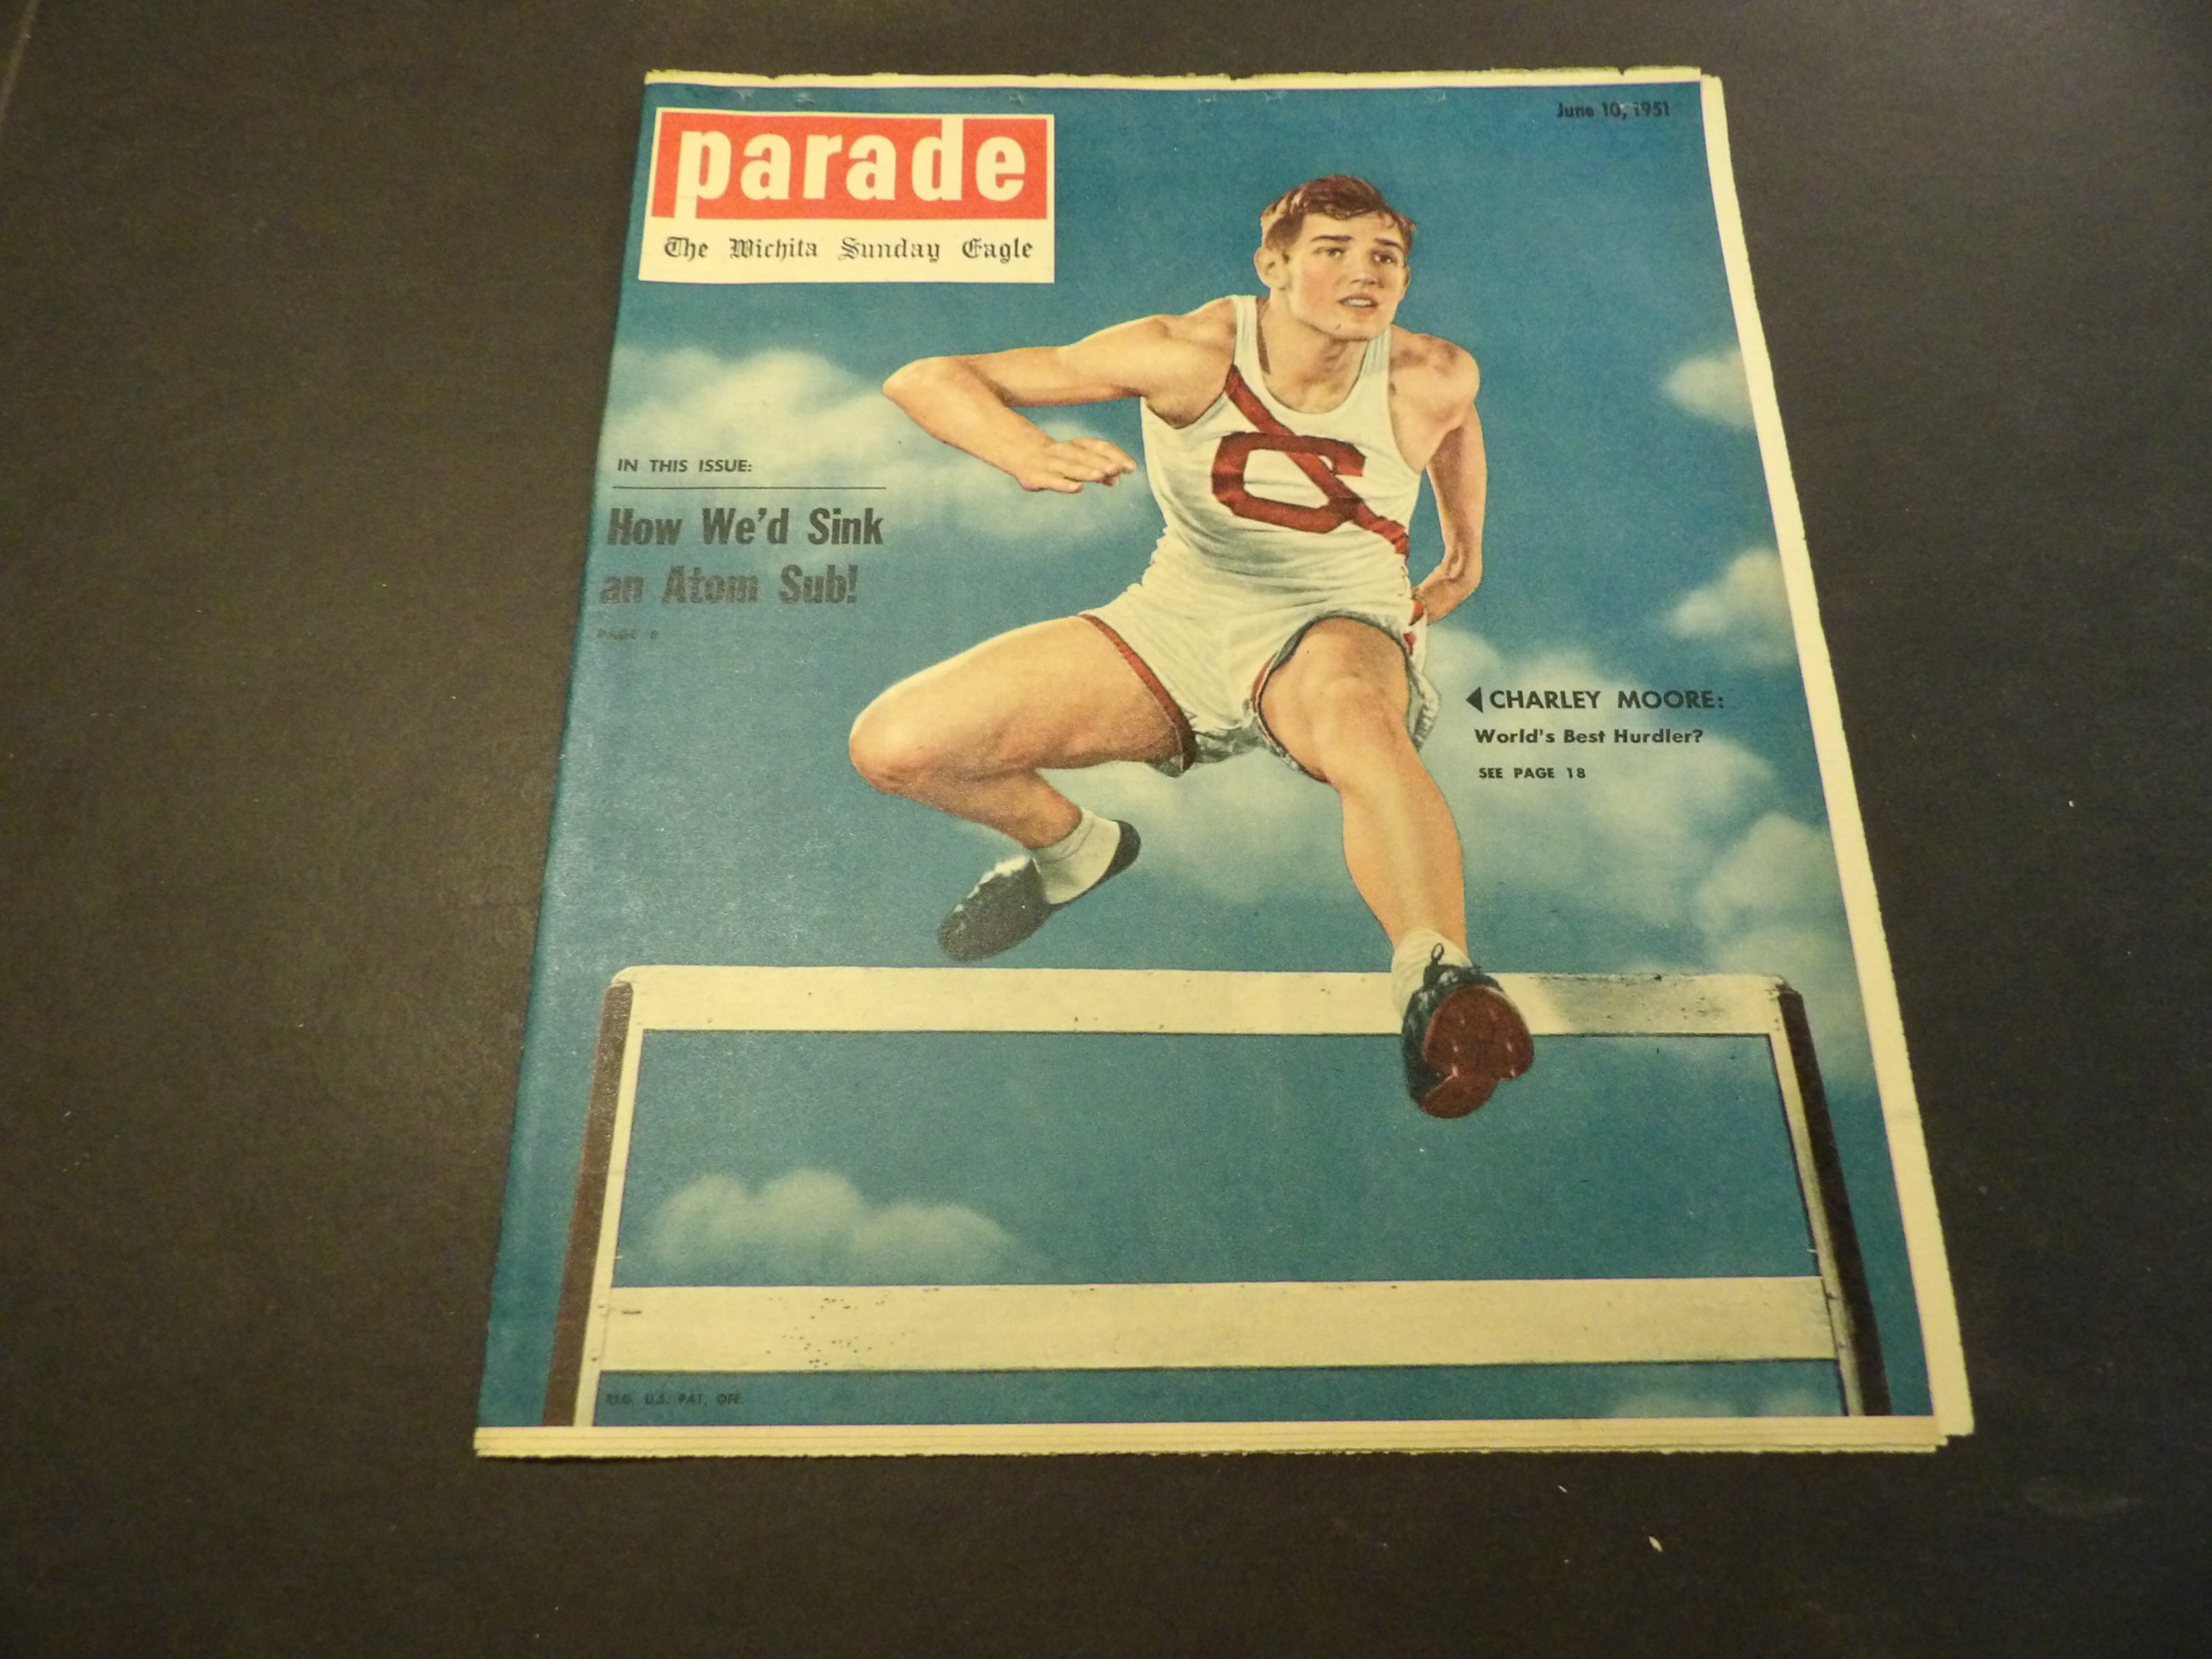 parade
The Wichita Sunday Eagle
June 10, 1951
IN THIS ISSUE:
How We'd Sink
an Atom Sub!
PAGE
CHARLEY MOORE:
World's Best Hurdler?
SEE PAGE 18
C
REG. U.S. PAT. OFF.